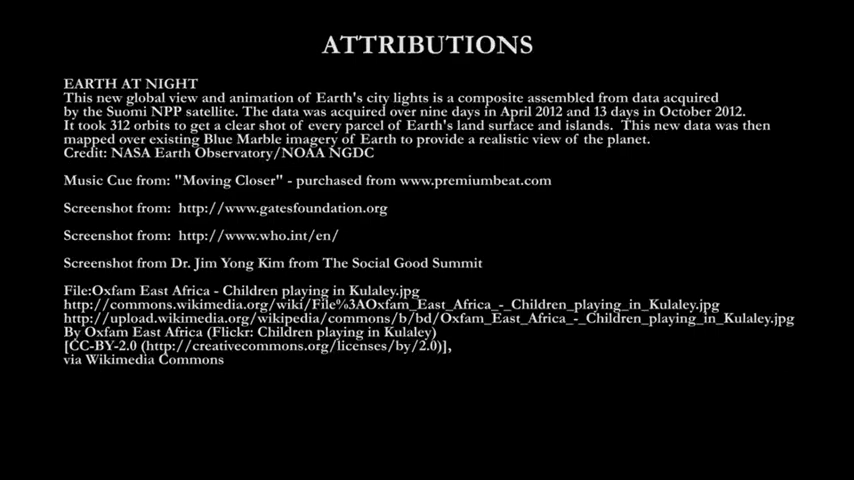 ATTRIBUTIONS
EARTH AT NIGHT
This new global view and animation of Earth's city lights is a composite assembled from data acquired
by the Suomi NPP satellite. The data was acquired over nine days in April 2012 and 13 days in October 2012.
It took 312 orbits to get a clear shot of every parcel of Earth's land surface and islands.  This new data was then
mapped over existing Blue Marble imagery of Earth to provide a realistic view of the planet.
Credit: NASA Earth Observatory/NOAA NGDC
Music Cue from: "Moving Closer" - purchased from www.premiumbeat.com
Screenshot from:  http://www.gatesfoundation.org
Screenshot from:  http://www.who.int/en/
Screenshot from Dr. Jim Yong Kim from The Social Good Summit
File:Oxfam East Africa - Children playing in Kulaley.jpg
http://commons.wikimedia.org/wiki/File%3AOxfam_East_Africa_-_Children_playing_in_Kulaley.jpg
http://upload.wikimedia.org/wikipedia/commons/b/bd/Oxfam_East_Africa_-_Children_playing_in_Kulaley.jpg
By Oxfam East Africa (Flickr: Children playing in Kulaley)
[CC-BY-2.0 (http://creativecommons.org/licenses/by/2.0)],
via Wikimedia Commons